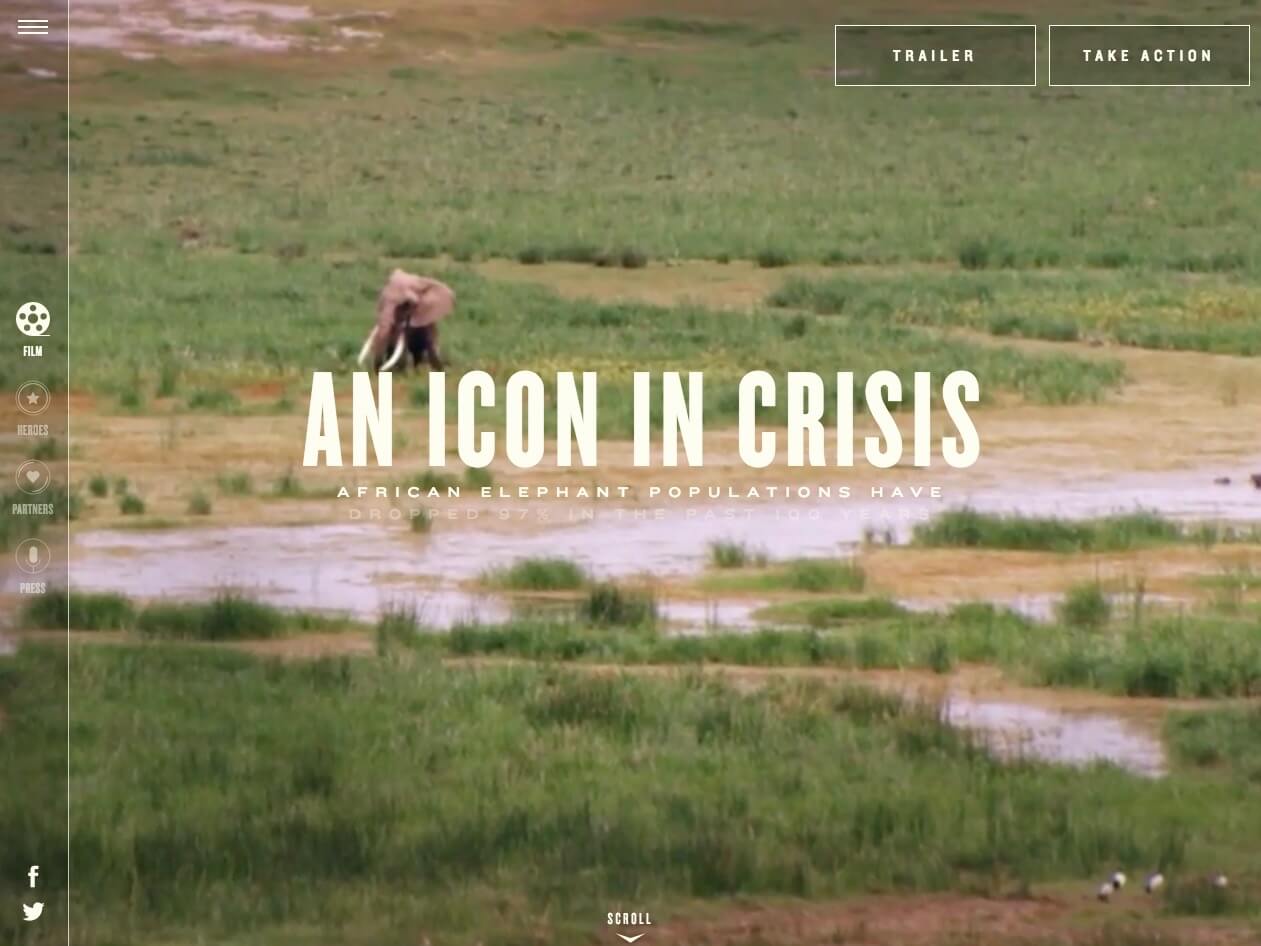 TRAILER
TAKE ACTION
FILM
HEROES
PARTNERS
PRESS
AN ICON IN CRISIS
AFRICAN ELEPHANT POPULATIONS HAVE
DROPPED 97% IN THE PAST 100 YEARS
SCROLL